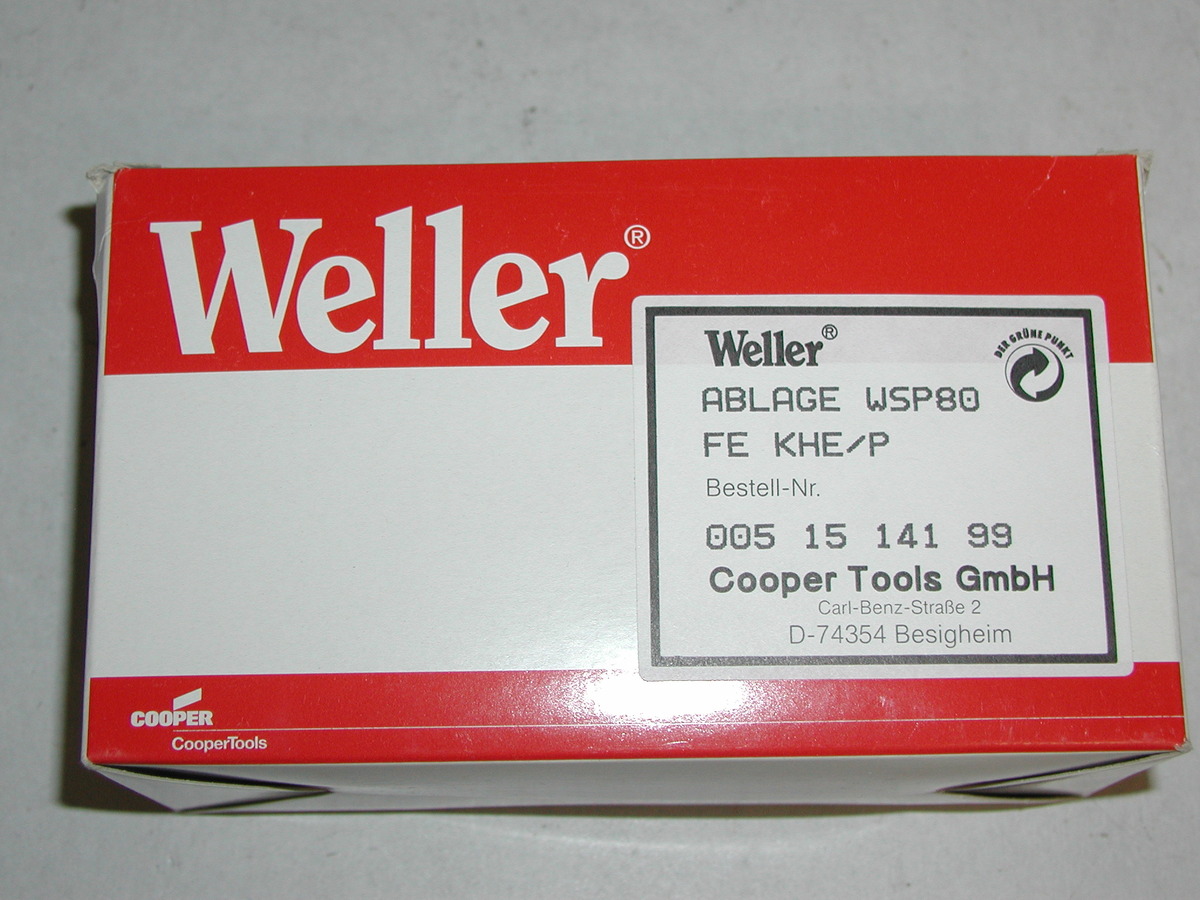 Weller®
Weller®
DER GRÜNE PUNKT
ABLAGE WSP80
FE KHE/P
Bestell-Nr.
005 15 141 99
Cooper Tools GmbH
Carl-Benz-Straße 2
D-74354 Besigheim
COOPER
CooperTools